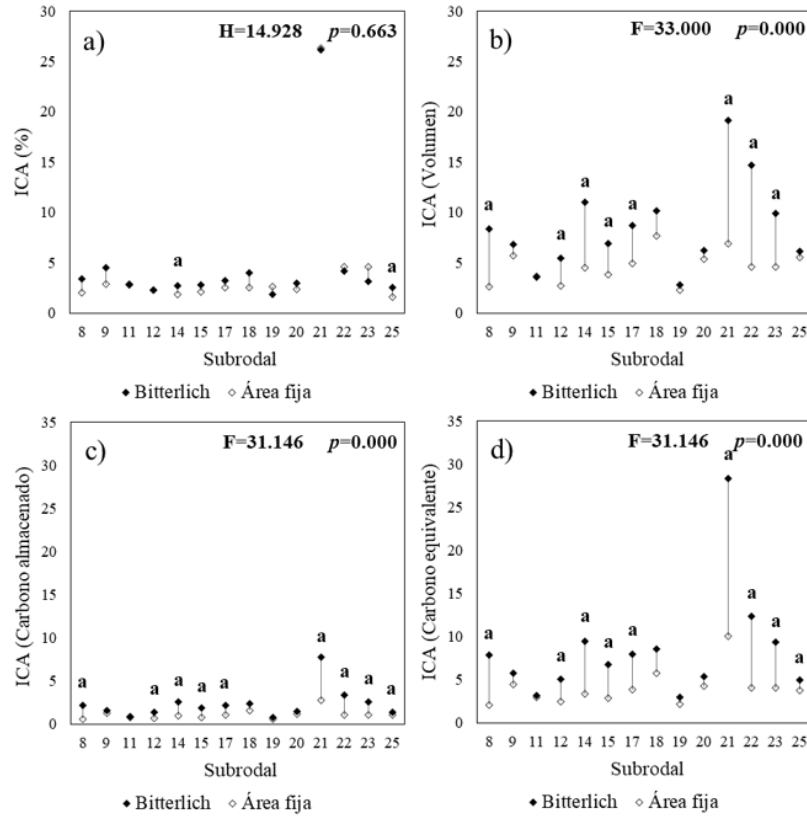 a)
H=14.928 p=0.663
ICA (%)
30
25
20
15
10
5
0
a
a
8 9 11 12 14 15 17 18 19 20 21 22 23 25
Subrodal
◆ Bitterlich ◇ Área fija
b)
F=33.000 p=0.000
ICA (Volumen)
30
25
20
15
10
5
0
a
a
a
a
a
a
a
a
8 9 11 12 14 15 17 18 19 20 21 22 23 25
Subrodal
◆ Bitterlich ◇ Área fija
c)
F=31.146 p=0.000
ICA (Carbono almacenado)
35
30
25
20
15
10
5
0
a
a
a
a
a
a
a
a
a
8 9 11 12 14 15 17 18 19 20 21 22 23 25
Subrodal
◆ Bitterlich ◇ Área fija
d)
F=31.146 p=0.000
ICA (Carbono equivalente)
35
30
25
20
15
10
5
0
a
a
a
a
a
a
a
a
a
8 9 11 12 14 15 17 18 19 20 21 22 23 25
Subrodal
◆ Bitterlich ◇ Área fija